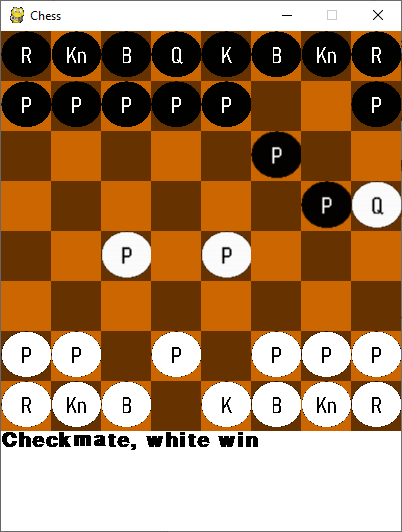 Chess
R Kn B Q K B Kn R
P P P P P P
P
P Q
P P
P P P P P P
R Kn B K B Kn R
Checkmate, white win